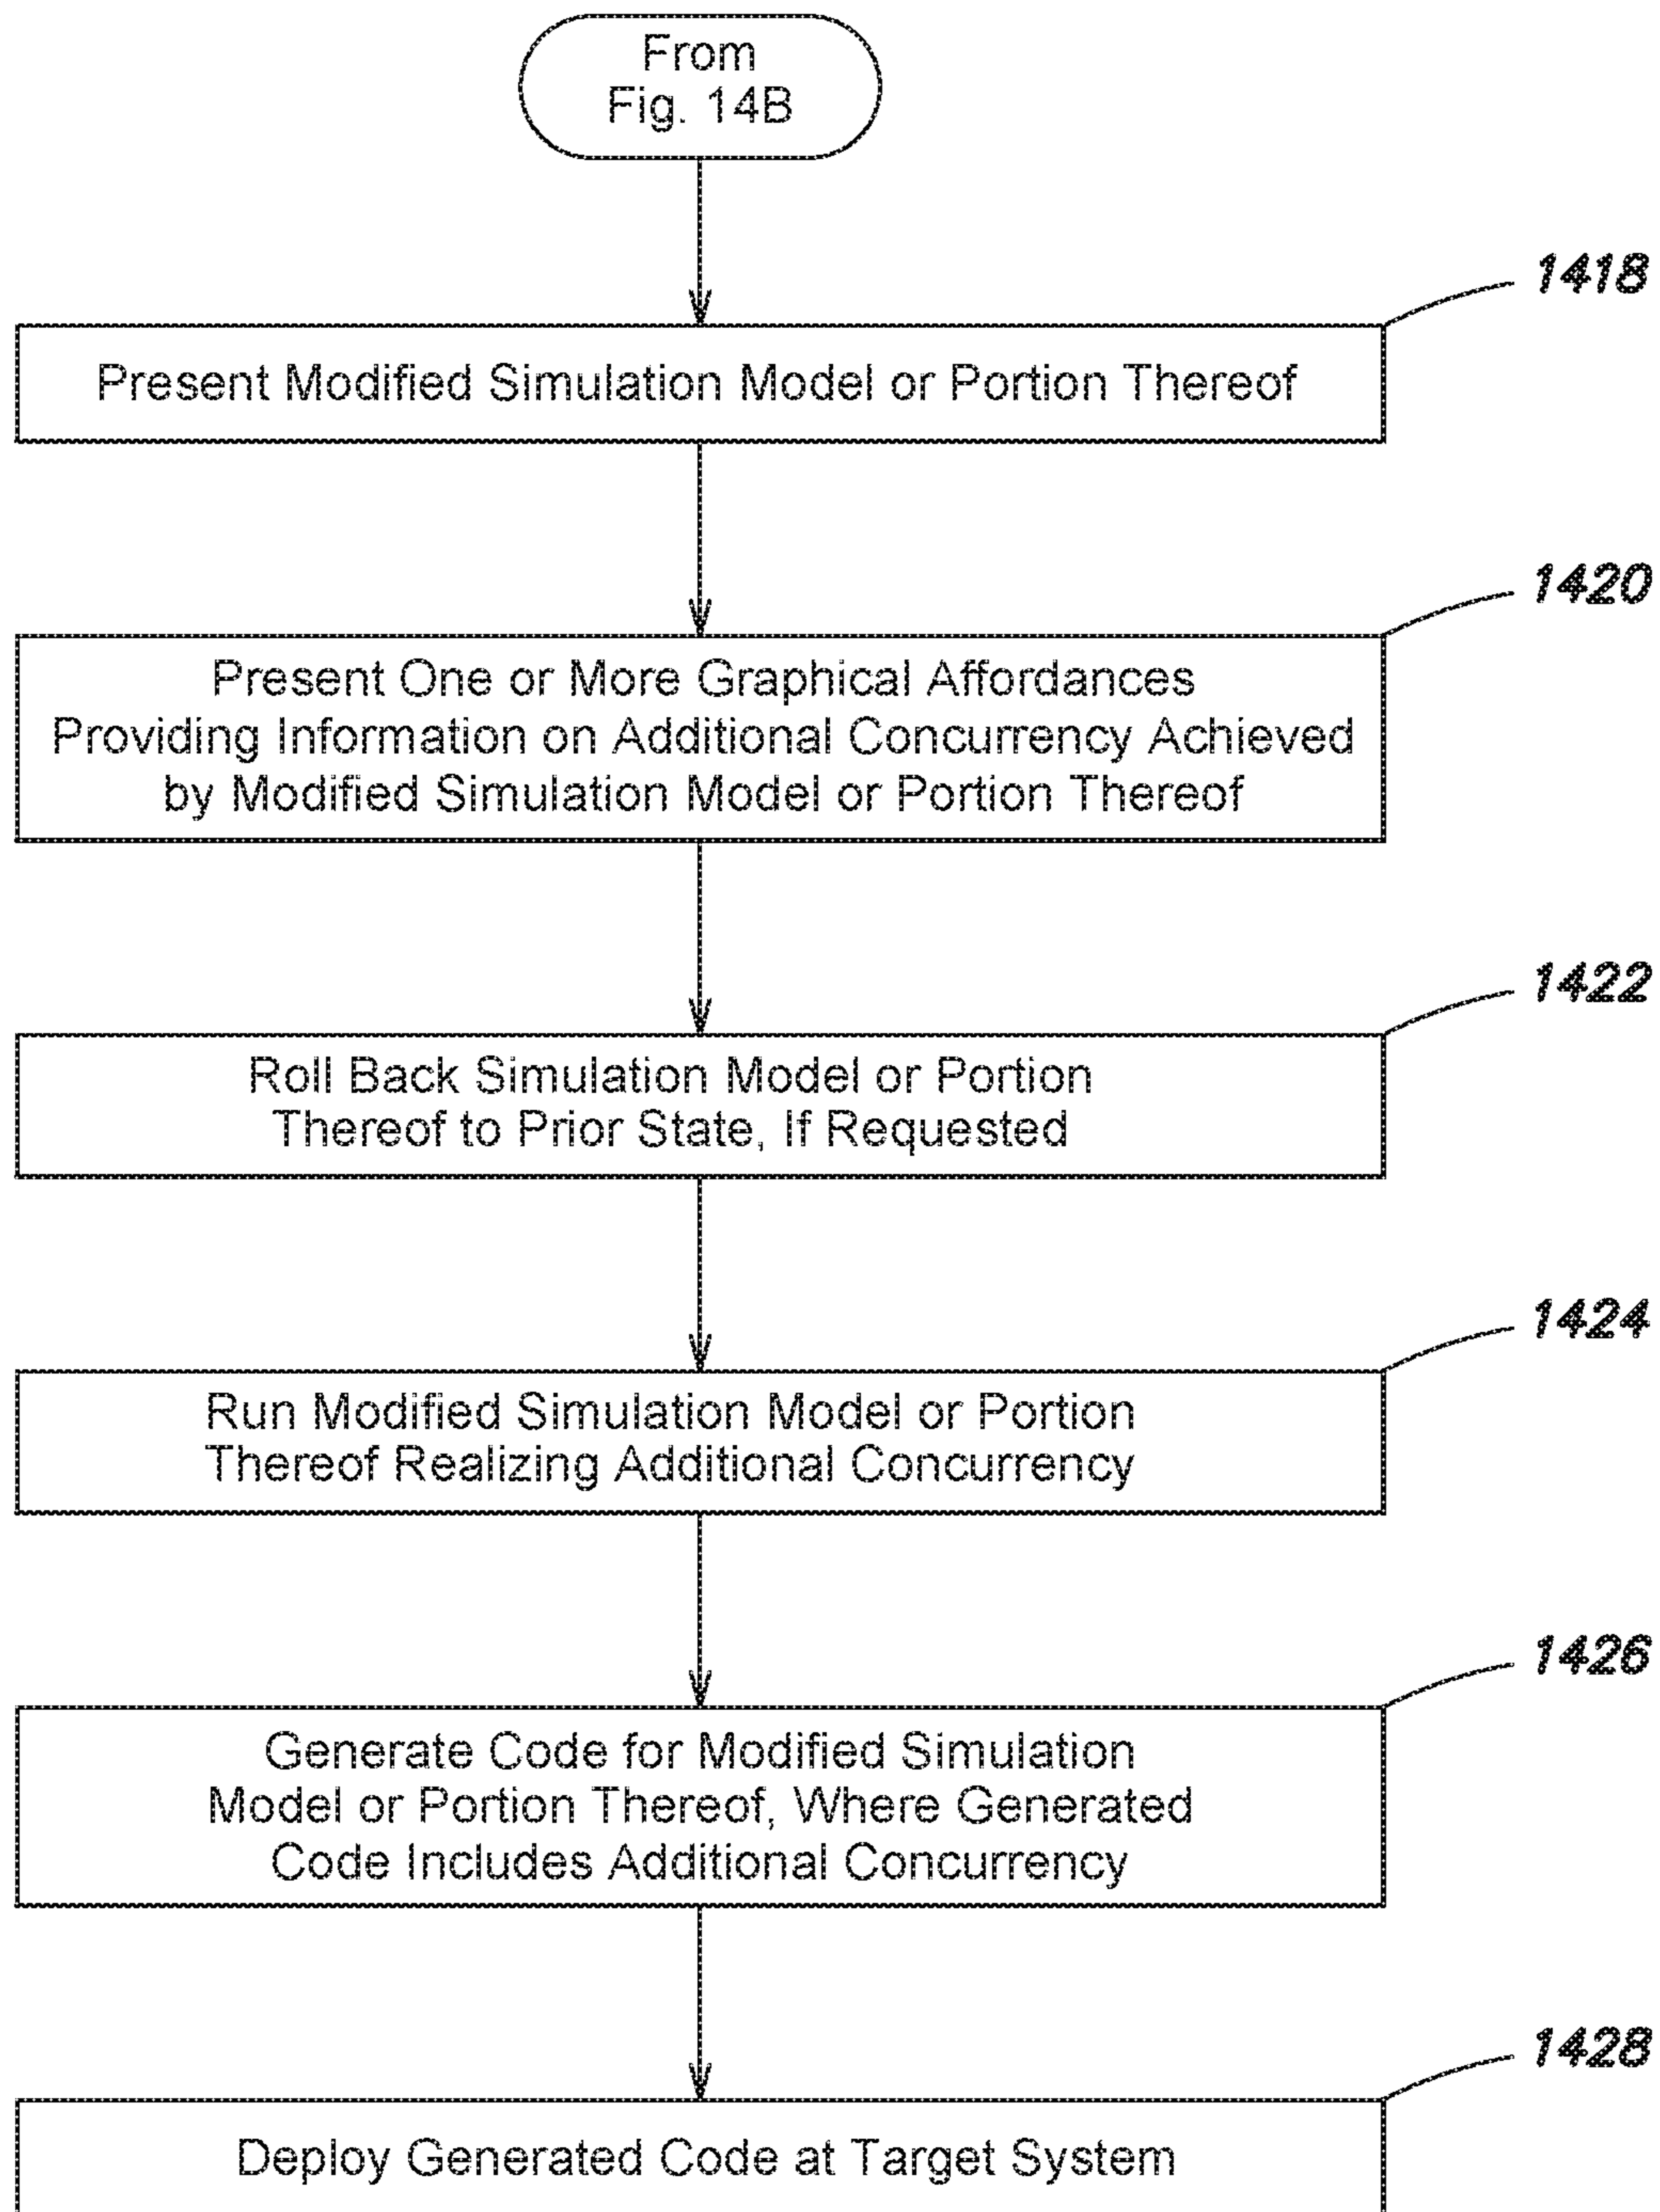 From
Fig. 14B
1418
Present Modified Simulation Model or Portion Thereof
1420
Present One or More Graphical Affordances
Providing Information on Additional Concurrency Achieved
by Modified Simulation Model or Portion Thereof
1422
Roll Back Simulation Model or Portion
Thereof to Prior State, If Requested
1424
Run Modified Simulation Model or Portion
Thereof Realizing Additional Concurrency
1426
Generate Code for Modified Simulation
Model or Portion Thereof, Where Generated
Code Includes Additional Concurrency
1428
Deploy Generated Code at Target System